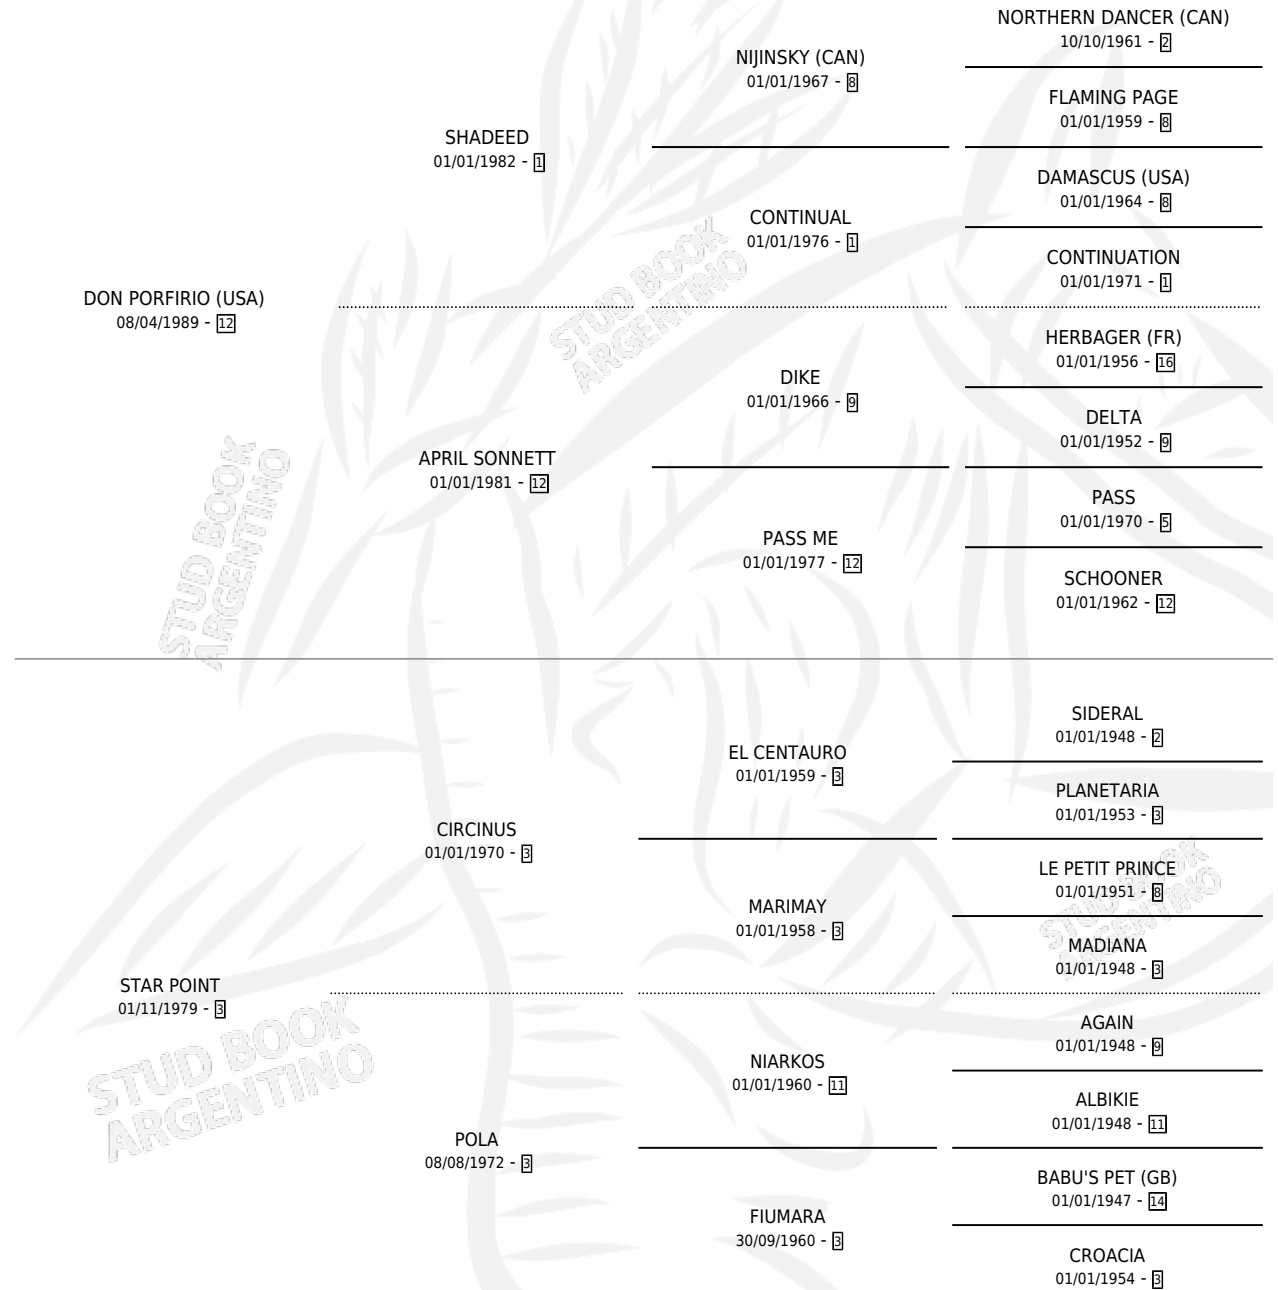 NORTHERN DANCER (CAN)
10/10/1961 - 2
NIJINSKY (CAN)
01/01/1967 - 8
FLAMING PAGE
01/01/1959 - 8
SHADEED
01/01/1982 - 1
DAMASCUS (USA)
01/01/1964 - 8
CONTINUAL
01/01/1976 - 1
CONTINUATION
01/01/1971 - 1
DON PORFIRIO (USA)
08/04/1989 - 12
STUD BOOK
ARGENTINO
HERBAGER (FR)
01/01/1956 - 16
DIKE
01/01/1966 - 9
DELTA
01/01/1952 - 9
APRIL SONNETT
01/01/1981 - 12
PASS
01/01/1970 - 5
PASS ME
01/01/1977 - 12
SCHOONER
01/01/1962 - 12
STUD BOOK
ARGENTINO
SIDERAL
01/01/1948 - 2
EL CENTAURO
01/01/1959 - 3
PLANETARIA
01/01/1953 - 3
CIRCINUS
01/01/1970 - 3
LE PETIT PRINCE
01/01/1951 - 8
MARIMAY
01/01/1958 - 3
MADIANA
01/01/1948 - 3
STUD BOOK
ARGENTINO
STAR POINT
01/11/1979 - 3
STUD BOOK
ARGENTINO
AGAIN
01/01/1948 - 9
NIARKOS
01/01/1960 - 11
ALBIKIE
01/01/1948 - 11
POLA
08/08/1972 - 3
BABU'S PET (GB)
01/01/1947 - 14
FIUMARA
30/09/1960 - 3
CROACIA
01/01/1954 - 3